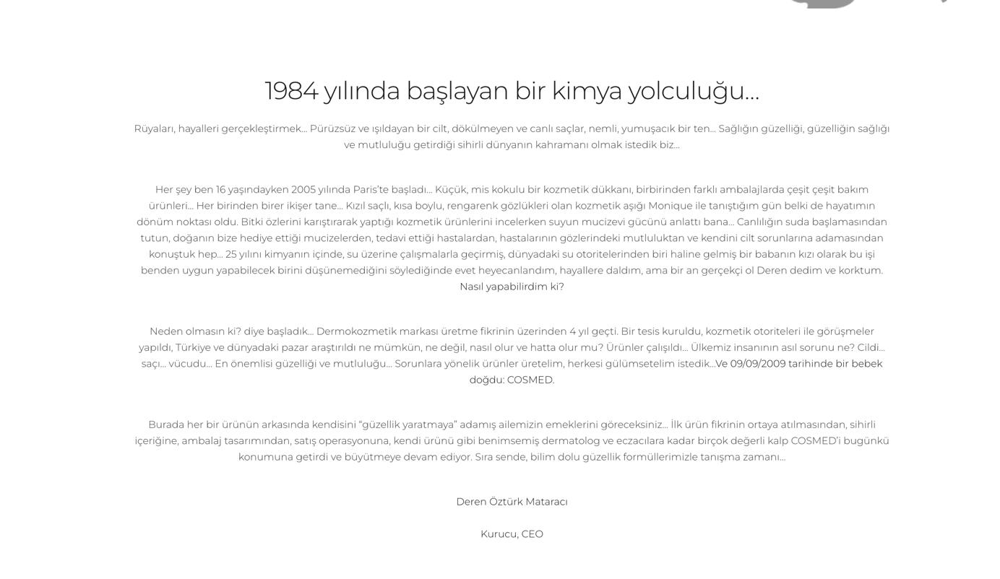 1984 yılında başlayan bir kimya yolculuğu...
Rüyaları, hayalleri gerçekleştirmek... Pürüzsüz ve ışıldayan bir cilt, dökülmeyen ve canlı saçlar, nemli, yumuşacık bir ten... Sağlığın güzelliği, güzelliğin sağlığı
ve mutluluğu getirdiği sihirli dünyanın kahramanı olmak istedik biz...
Her şey ben 16 yaşındayken 2005 yılında Paris’te başladı... Küçük, mis kokulu bir kozmetik dükkanı, birbirinden farklı ambalajlarda çeşit çeşit bakım
ürünleri... Her birinden birer ikişer tane... Kızıl saçlı, kısa boylu, rengarenk gözlükleri olan kozmetik aşığı Monique ile tanıştığım gün belki de hayatımın
dönüm noktası oldu. Bitki özlerini karıştırarak yaptığı kozmetik ürünlerini incelerken suyun mucizevi gücünü anlattı bana... Canlılığın suda başlamasından
tutun, doğanın bize hediye ettiği mucizelerden, tedavi ettiği hastalardan, hastalarının gözlerindeki mutluluktan ve kendini cilt sorunlarına adamasından
konuştuk hep... 25 yılını kimyanın içinde, su üzerine çalışmalarla geçirmiş, dünyadaki su otoritelerinden biri haline gelmiş bir babanın kızı olarak bu işi
benden uygun yapabilecek birini düşünemediğini söylediğinde evet heyecanlandım, hayallere daldım, ama bir an gerçekçi ol Deren dedim ve korktum.
Nasıl yapabilirdim ki?
Neden olmasın ki? diye başladık... Dermokozmetik markası üretme fikrinin üzerinden 4 yıl geçti. Bir tesis kuruldu, kozmetik otoriteleri ile görüşmeler
yapıldı, Türkiye ve dünyadaki pazar araştırıldı ne mümkün, ne değil, nasıl olur ve hatta olur mu? Ürünler çalışıldı... Ülkemiz insanının asıl sorunu ne? Cildi...
saçı... vücudu... En önemlisi güzelliği ve mutluluğu... Sorunlara yönelik ürünler üretelim, herkesi gülümsetelim istedik...Ve 09/09/2009 tarihinde bir bebek
doğdu: COSMED.
Burada her bir ürünün arkasında kendisini “güzellik yaratmaya” adamış ailemizin emeklerini göreceksiniz... İlk ürün fikrinin ortaya atılmasından, sihirli
içeriğine, ambalaj tasarımından, satış operasyonuna, kendi ürünü gibi benimsemiş dermatolog ve eczacılara kadar birçok değerli kalp COSMED’i bugünkü
konumuna getirdi ve büyütmeye devam ediyor. Sıra sende, bilim dolu güzellik formüllerimizle tanışma zamanı...
Deren Öztürk Mataracı
Kurucu, CEO